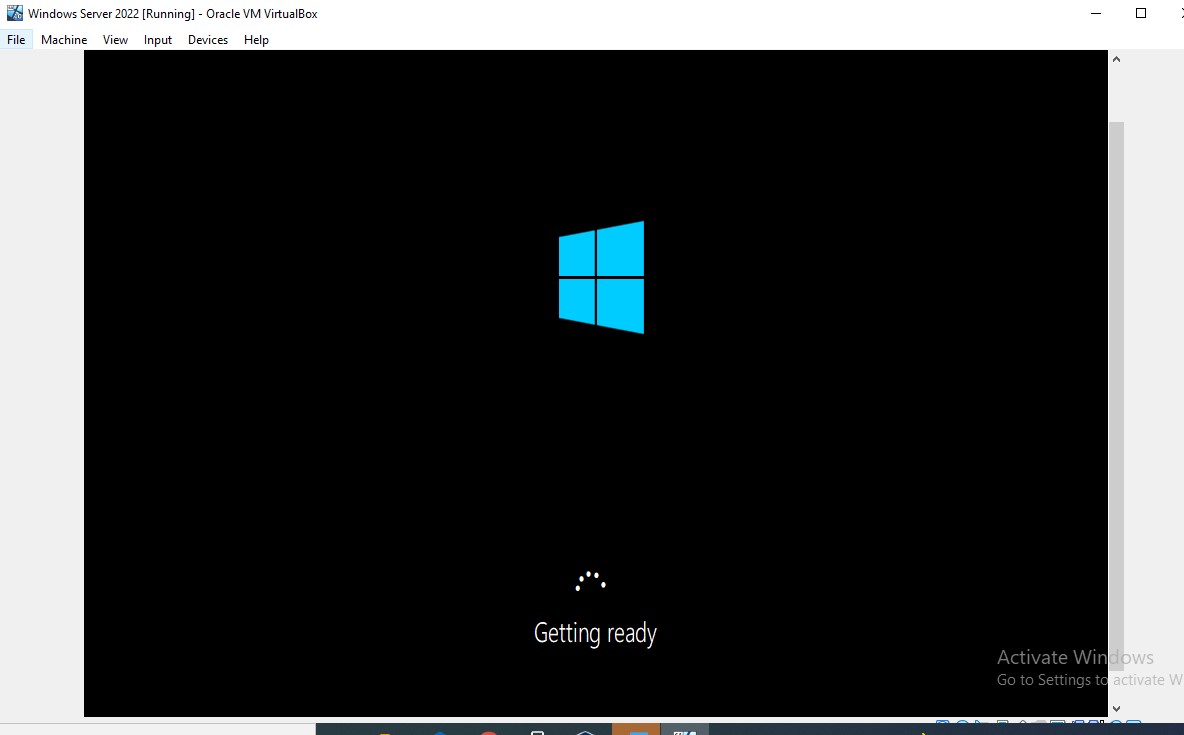 Windows Server 2022 [Running] - Oracle VM VirtualBox
File Machine View Input Devices Help
Getting ready
Activate Windows
Go to Settings to activate W